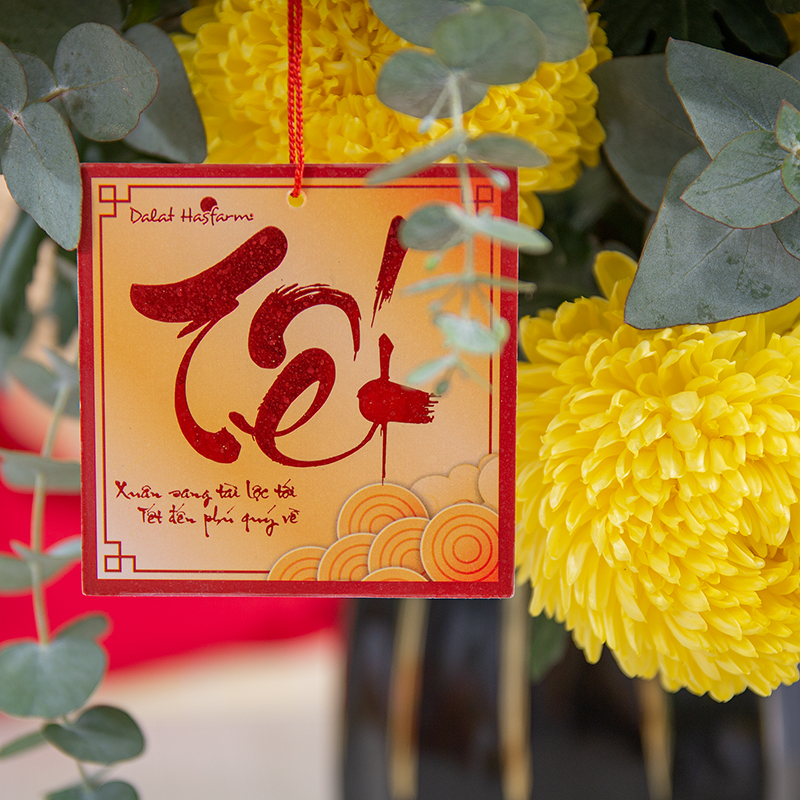 Dalat Hasfarm
Tết
Xuân sang tài lộc tới
Tết đến phú quý về